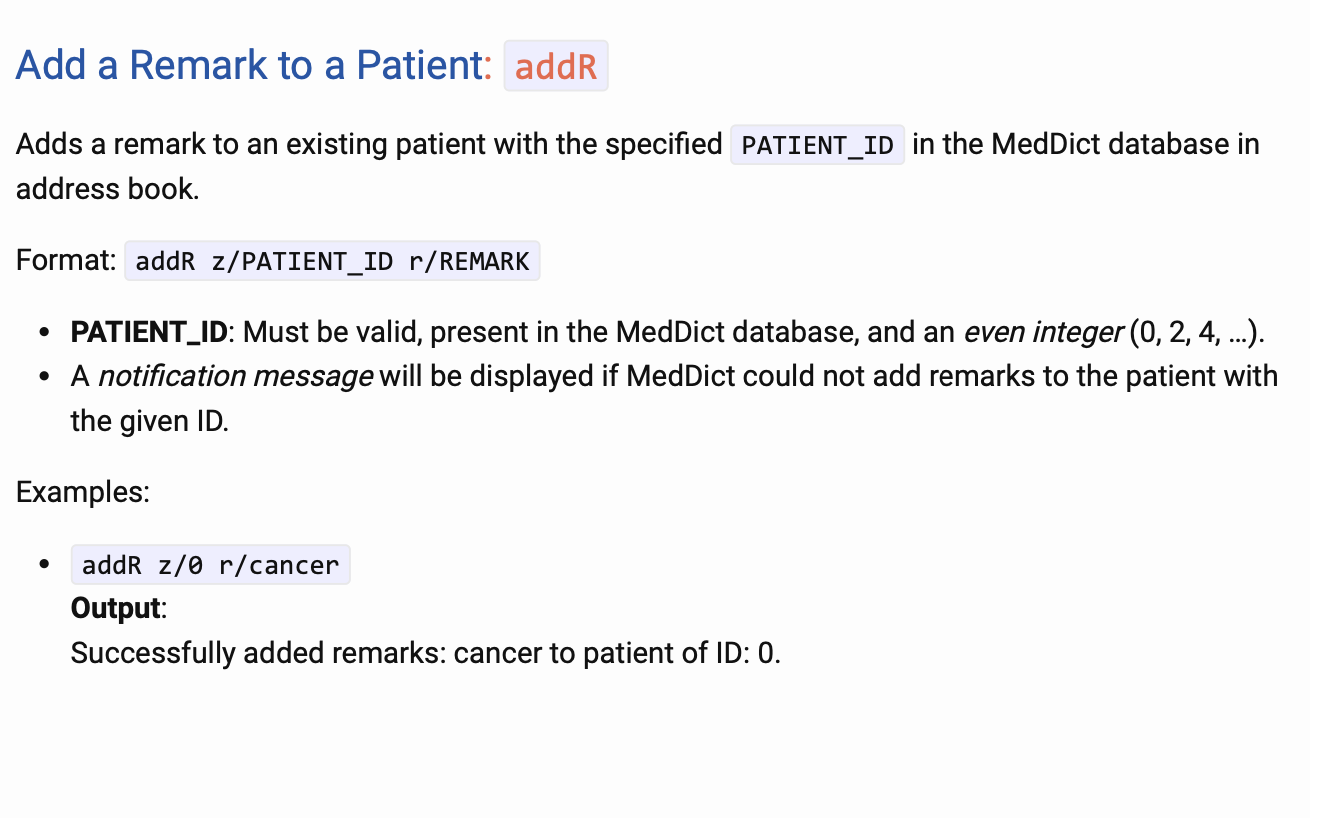 Add a Remark to a Patient: addR
Adds a remark to an existing patient with the specified PATIENT_ID in the MedDict database in
address book.
Format: addR z/PATIENT_ID r/REMARK
• PATIENT_ID: Must be valid, present in the MedDict database, and an even integer (0, 2, 4, …).
• A notification message will be displayed if MedDict could not add remarks to the patient with
the given ID.
Examples:
• addR z/0 r/cancer
Output:
Successfully added remarks: cancer to patient of ID: 0.